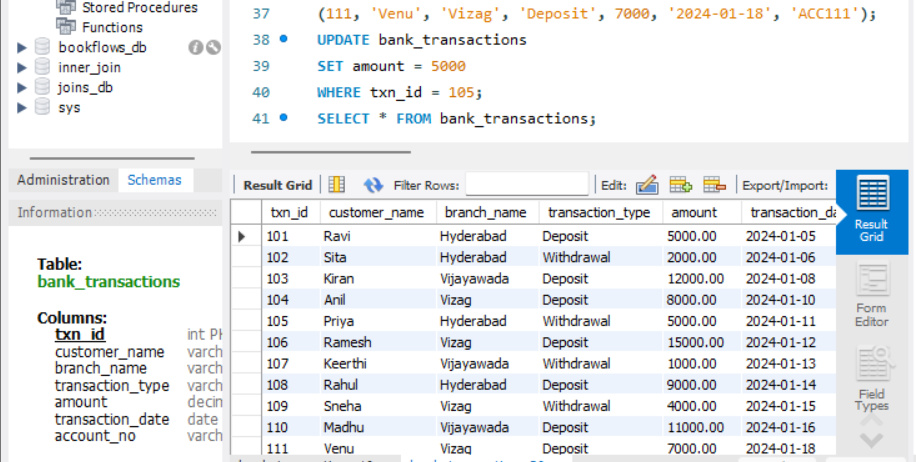 Stored Procedures
Functions
bookflows_db
inner_join
joins_db
sys
Administration Schemas
Information
Table:
bank_transactions
Columns:
txn_id int
customer_name varch
branch_name varch
transaction_type varch
amount decin
transaction_date date
account_no varch
37 (111, 'Venu', 'Vizag', 'Deposit', 7000, '2024-01-18', 'ACC111');
38 UPDATE bank_transactions
39 SET amount = 5000
40 WHERE txn_id = 105;
41 SELECT * FROM bank_transactions;
Result Grid Filter Rows: Edit: Export/Import:
txn_id customer_name branch_name transaction_type amount transaction_da
101 Ravi Hyderabad Deposit 5000.00 2024-01-05
102 Sita Hyderabad Withdrawal 2000.00 2024-01-06
103 Kiran Vijayawada Deposit 12000.00 2024-01-08
104 Anil Vizag Deposit 8000.00 2024-01-10
105 Priya Hyderabad Withdrawal 5000.00 2024-01-11
106 Ramesh Vizag Deposit 15000.00 2024-01-12
107 Keerthi Vijayawada Withdrawal 1000.00 2024-01-13
108 Rahul Hyderabad Deposit 9000.00 2024-01-14
109 Sneha Vizag Withdrawal 4000.00 2024-01-15
110 Madhu Vijayawada Deposit 11000.00 2024-01-16
111 Venu Vizag Deposit 7000.00 2024-01-18
Result
Grid
Form
Editor
Field
Types